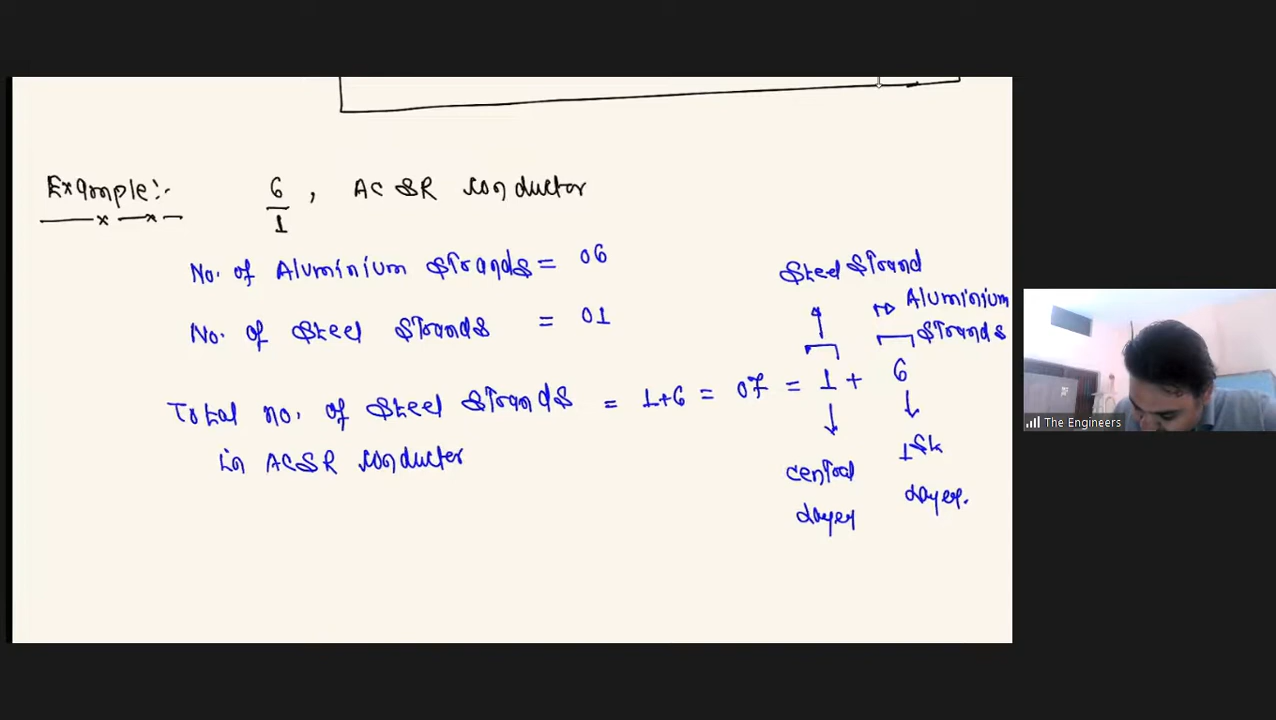 Example:-
6
1 , ACSR conductor
No. of Aluminium Strands = 06
No. of Steel Strands = 01
Steel Strand
Aluminium
Strands
Total no. of Steel Strands = 1+6 = 07 = 1 + 6
in ACSR conductor
central
layer
1st
layer.
The Engineers